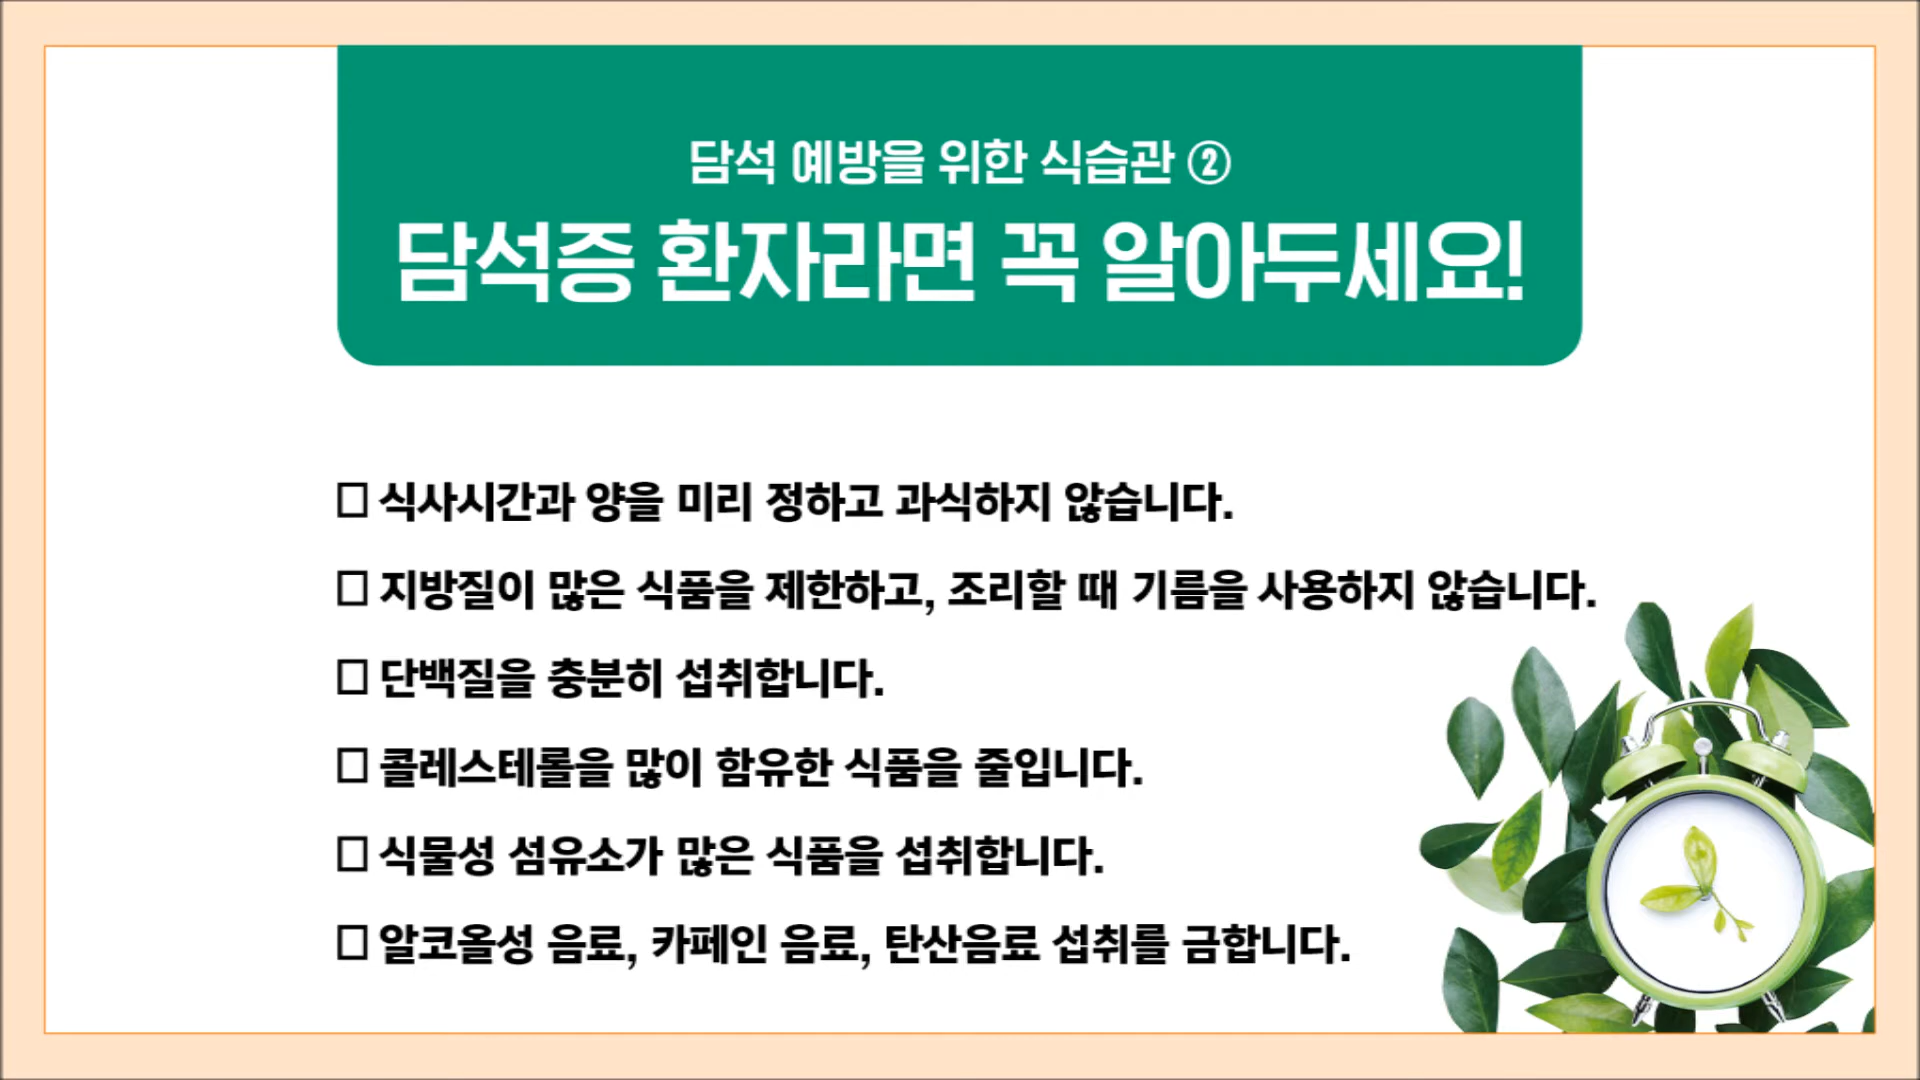 담석 예방을 위한 식습관 ②
담석증 환자라면 꼭 알아두세요!
□ 식사시간과 양을 미리 정하고 과식하지 않습니다.
□ 지방질이 많은 식품을 제한하고, 조리할 때 기름을 사용하지 않습니다.
□ 단백질을 충분히 섭취합니다.
□ 콜레스테롤을 많이 함유한 식품을 줄입니다.
□ 식물성 섬유소가 많은 식품을 섭취합니다.
□ 알코올성 음료, 카페인 음료, 탄산음료 섭취를 금합니다.